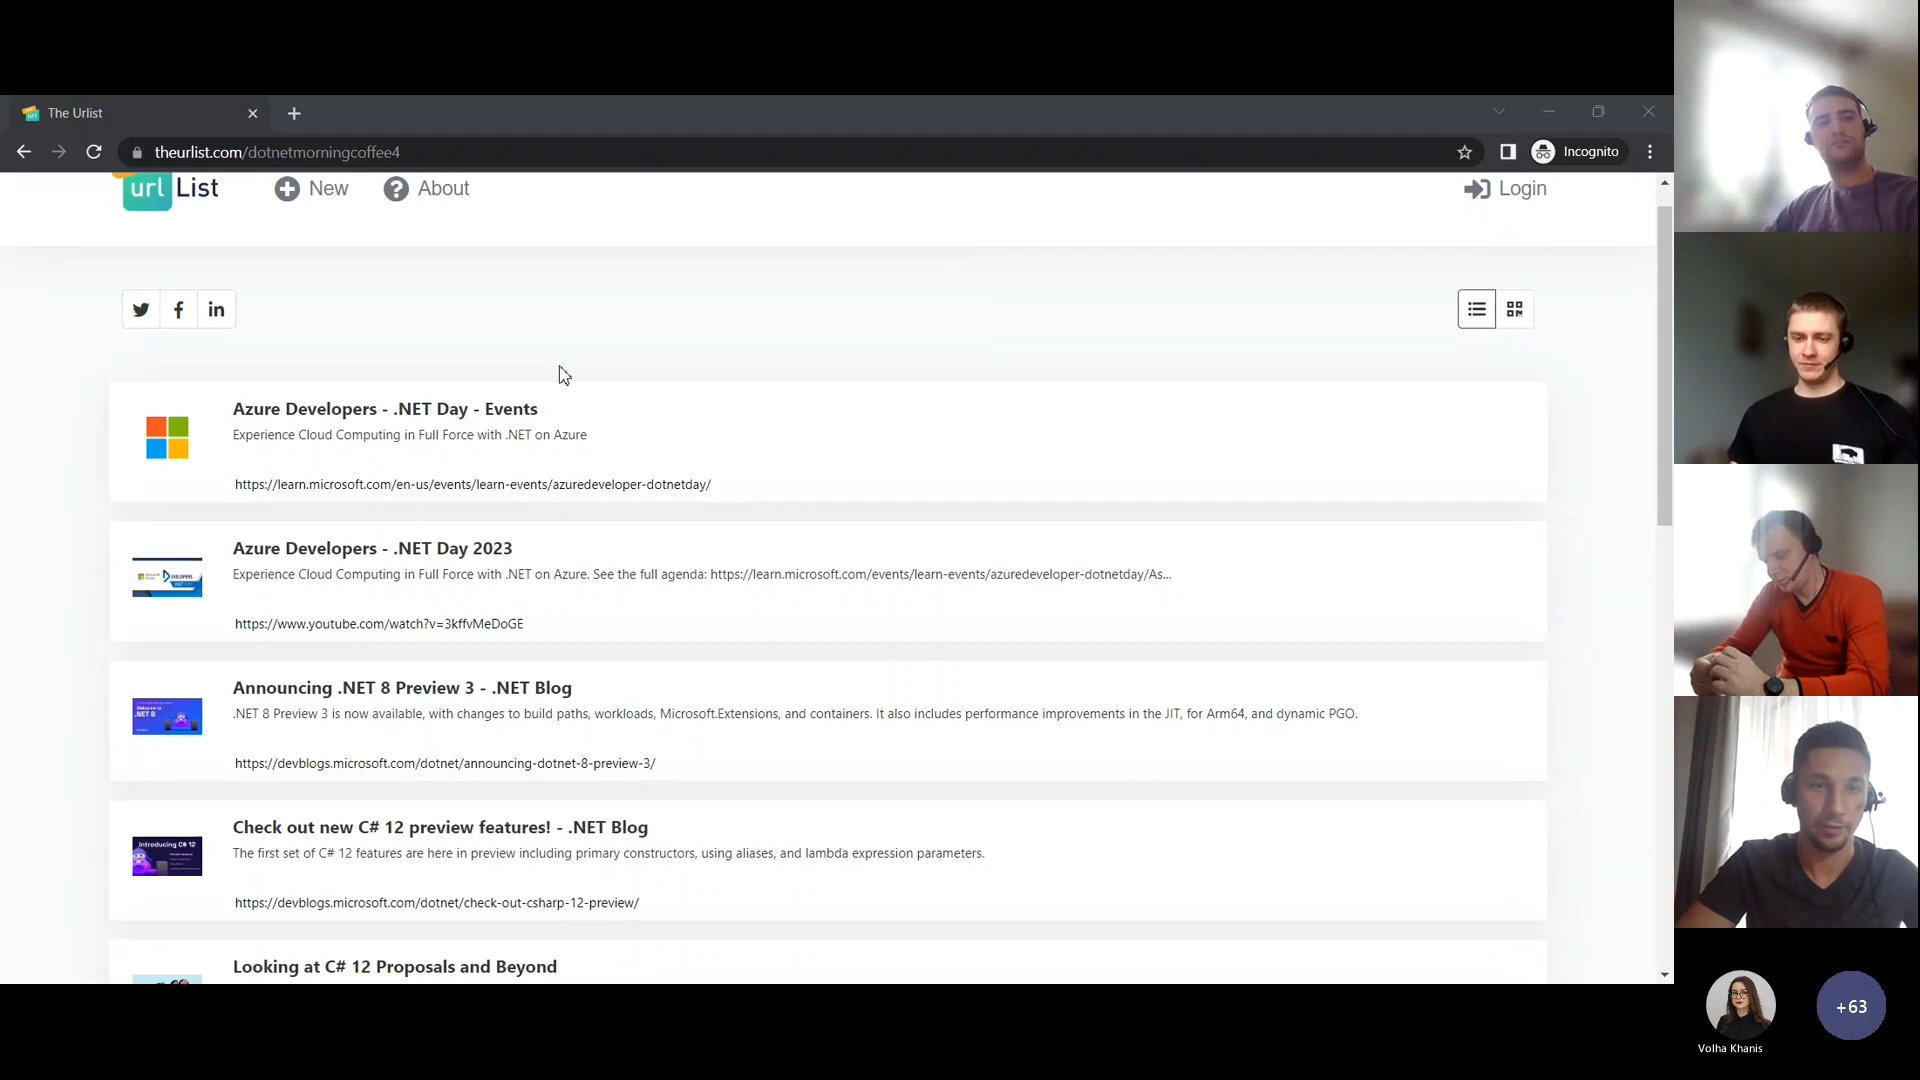 The Urlist
theurlist.com/dotnetmorningcoffee4
Incognito
url List
New
About
Login
Azure Developers - .NET Day - Events
Experience Cloud Computing in Full Force with .NET on Azure
https://learn.microsoft.com/en-us/events/learn-events/azuredeveloper-dotnetday/
Azure Developers - .NET Day 2023
Experience Cloud Computing in Full Force with .NET on Azure. See the full agenda: https://learn.microsoft.com/events/learn-events/azuredeveloper-dotnetday/As...
https://www.youtube.com/watch?v=3kffvMeDoGE
Announcing .NET 8 Preview 3 - .NET Blog
.NET 8 Preview 3 is now available, with changes to build paths, workloads, Microsoft.Extensions, and containers. It also includes performance improvements in the JIT, for Arm64, and dynamic PGO.
https://devblogs.microsoft.com/dotnet/announcing-dotnet-8-preview-3/
Check out new C# 12 preview features! - .NET Blog
Introducing C# 12
The first set of C# 12 features are here in preview including primary constructors, using aliases, and lambda expression parameters.
https://devblogs.microsoft.com/dotnet/check-out-csharp-12-preview/
Looking at C# 12 Proposals and Beyond
+63
Volha Khanis